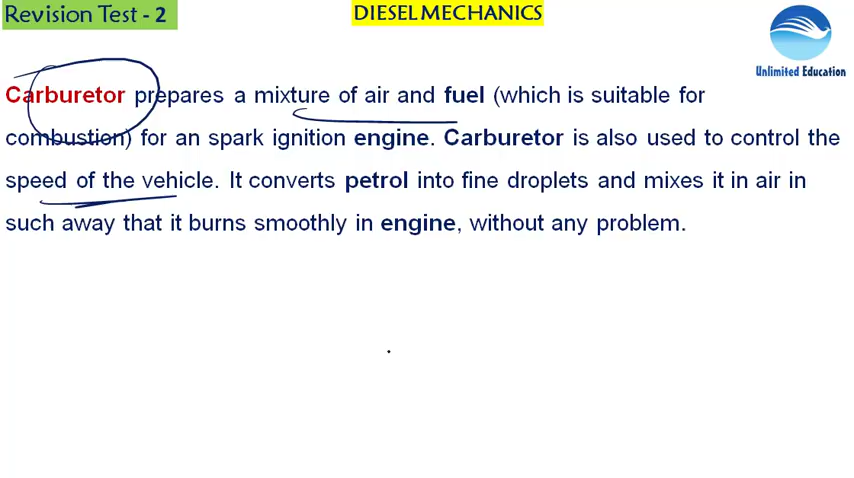 Revision Test - 2
DIESEL MECHANICS
Unlimited Education
Carburetor prepares a mixture of air and fuel (which is suitable for
combustion) for an spark ignition engine. Carburetor is also used to control the
speed of the vehicle. It converts petrol into fine droplets and mixes it in air in
such away that it burns smoothly in engine, without any problem.